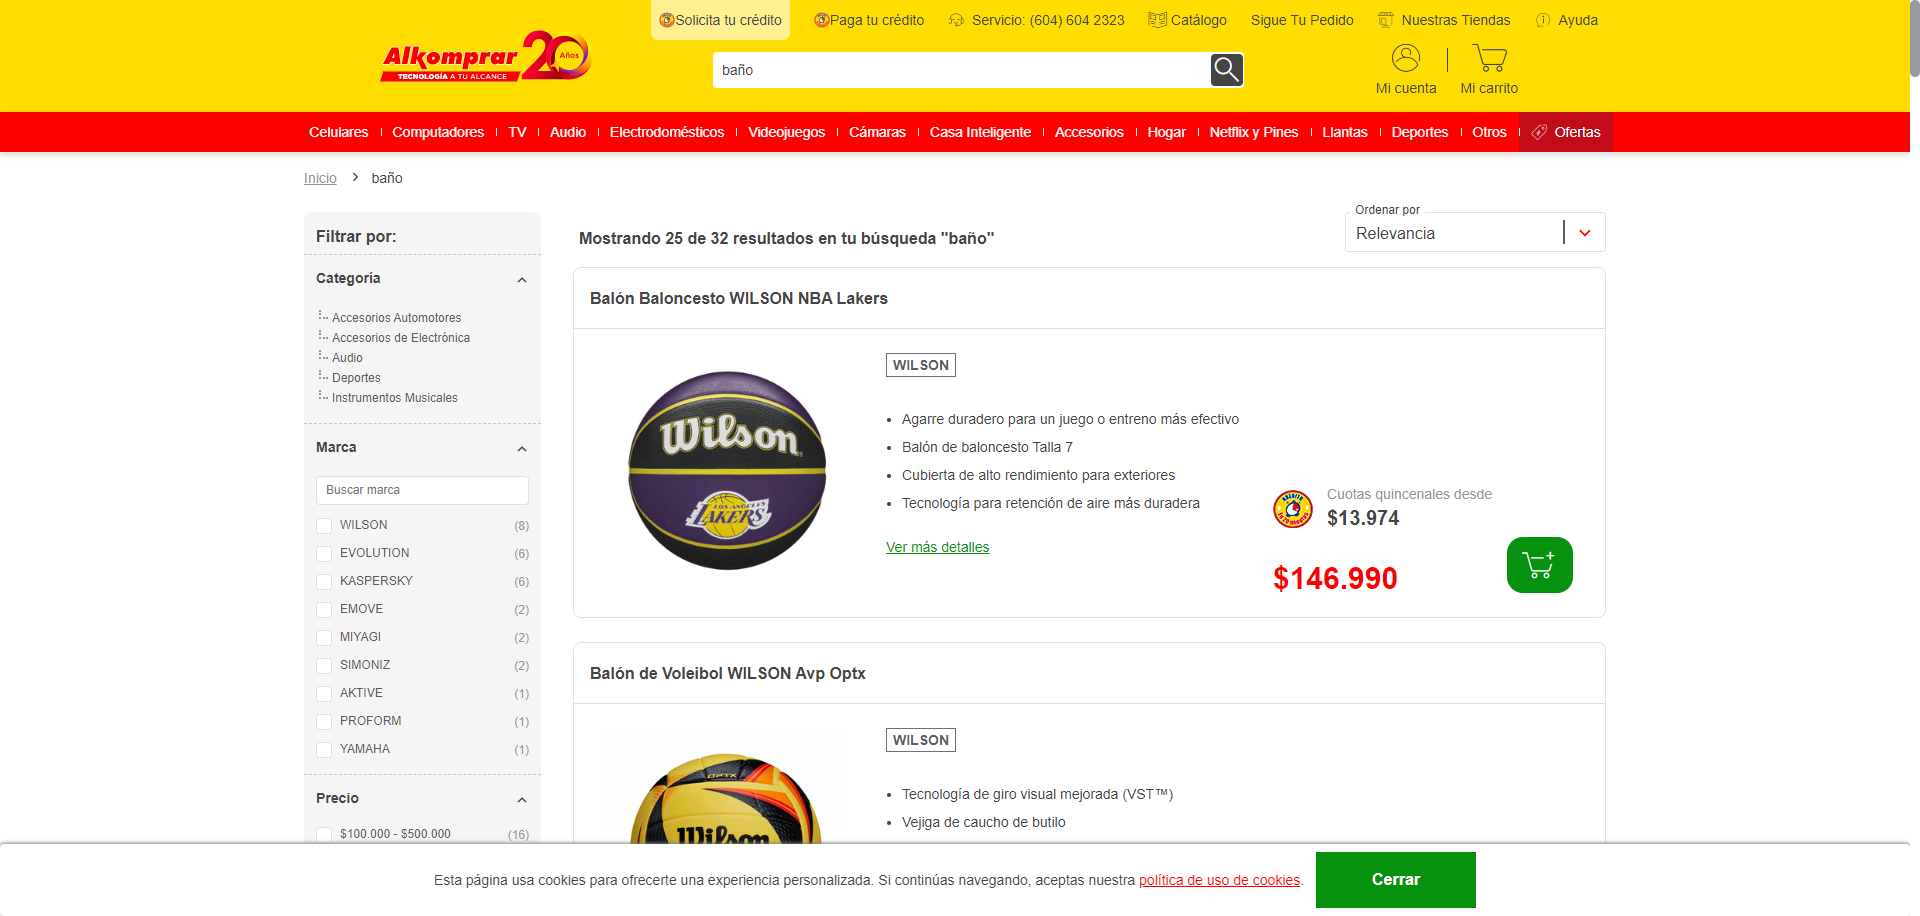 Solicita tu crédito
Paga tu crédito
Servicio: (604) 604 2323
Catálogo
Sigue Tu Pedido
Nuestras Tiendas
Ayuda
Alkomprar 20 Años
TECNOLOGÍA A TU ALCANCE
baño
Mi cuenta
Mi carrito
Celulares
Computadores
TV
Audio
Electrodomésticos
Videojuegos
Cámaras
Casa Inteligente
Accesorios
Hogar
Netflix y Pines
Llantas
Deportes
Otros
Ofertas
Inicio > baño
Filtrar por:
Categoría
Accesorios Automotores
Accesorios de Electrónica
Audio
Deportes
Instrumentos Musicales
Marca
Buscar marca
WILSON (8)
EVOLUTION (6)
KASPERSKY (6)
EMOVE (2)
MIYAGI (2)
SIMONIZ (2)
AKTIVE (1)
PROFORM (1)
YAMAHA (1)
Precio
$100.000 - $500.000 (16)
Mostrando 25 de 32 resultados en tu búsqueda "baño"
Ordenar por
Relevancia
Balón Baloncesto WILSON NBA Lakers
Wilson
LOS ANGELES
LAKERS
WILSON
Agarre duradero para un juego o entreno más efectivo
Balón de baloncesto Talla 7
Cubierta de alto rendimiento para exteriores
Tecnología para retención de aire más duradera
Ver más detalles
Cuotas quincenales desde
$13.974
$146.990
Balón de Voleíbol WILSON Avp Optx
OPTX
Wilson
WILSON
Tecnología de giro visual mejorada (VST™)
Vejiga de caucho de butilo
Esta página usa cookies para ofrecerte una experiencia personalizada. Si continúas navegando, aceptas nuestra política de uso de cookies.
Cerrar